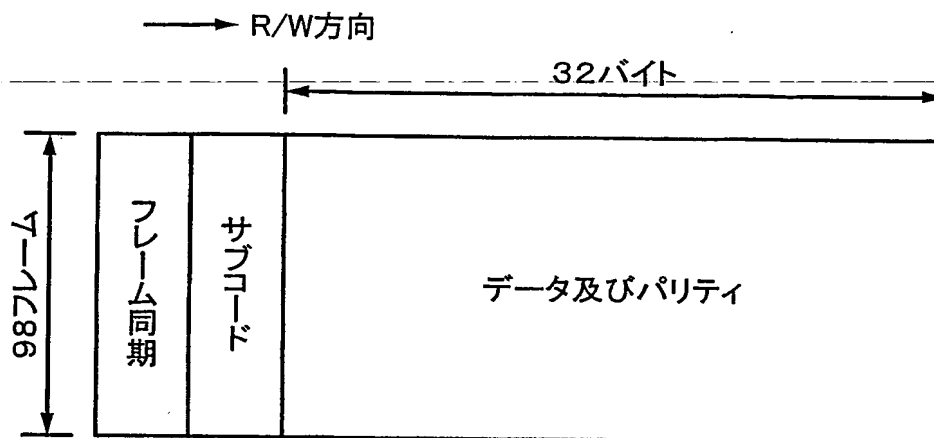 R/W方向
32バイト
98フレーム
フレーム同期
サブコード
データ及びパリティ